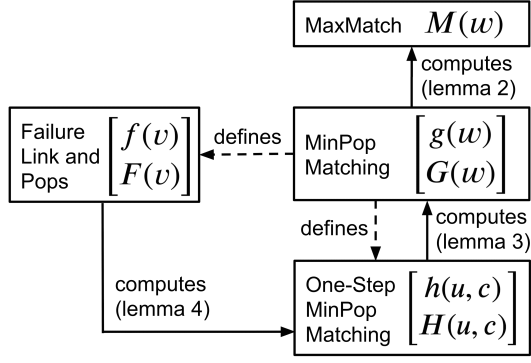 MaxMatch M(w)
computes
(lemma 2)
Failure
Link and
Pops
f(v)
F(v)
defines
MinPop
Matching
g(w)
G(w)
defines
computes
(lemma 3)
computes
(lemma 4)
One-Step
MinPop
Matching
h(u, c)
H(u, c)